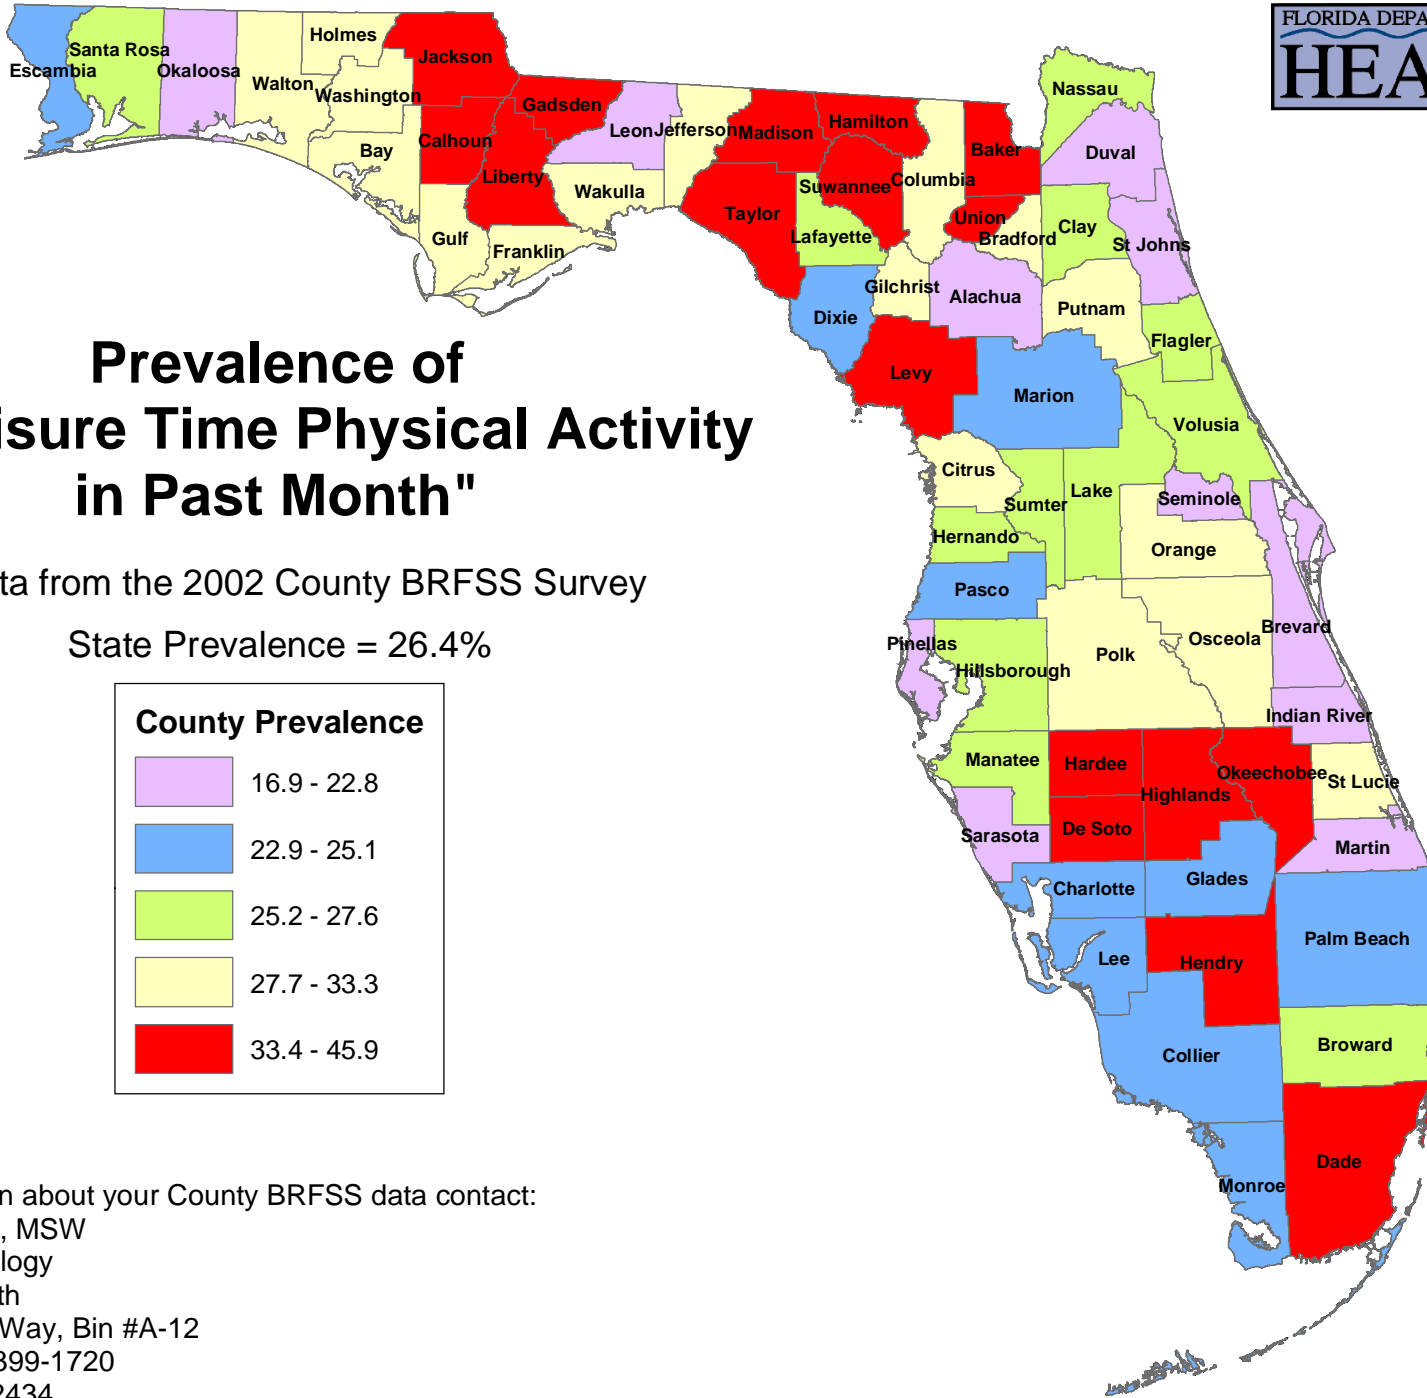 FLORIDA
HEA
Holmes
Jackson
Santa Rosa
Escambia
Okaloosa
Walton
Washington
Gadsden
Nassau
Calhoun
Leon
Jefferson
Madison
Hamilton
Baker
Duval
Bay
Liberty
Wakulla
Suwannee
Columbia
Taylor
Union
Bradford
Clay
St Johns
Lafayette
Gulf
Franklin
Gilchrist
Alachua
Dixie
Putnam
Flagler
Levy
Marion
Volusia
Prevalence of
isure Time Physical Activity
in Past Month"
ta from the 2002 County BRFSS Survey
State Prevalence = 26.4%
County Prevalence
16.9 - 22.8
22.9 - 25.1
25.2 - 27.6
27.7 - 33.3
33.4 - 45.9
Citrus
Sumter
Lake
Seminole
Hernando
Orange
Pasco
Pinellas
Hillsborough
Polk
Osceola
Brevard
Indian River
Manatee
Hardee
Highlands
Okeechobee
St Lucie
Sarasota
De Soto
Martin
Charlotte
Glades
Lee
Hendry
Palm Beach
Collier
Broward
Monroe
Dade
n about your County BRFSS data contact:
, MSW
logy
th
Way, Bin #A-12
399-1720
2434